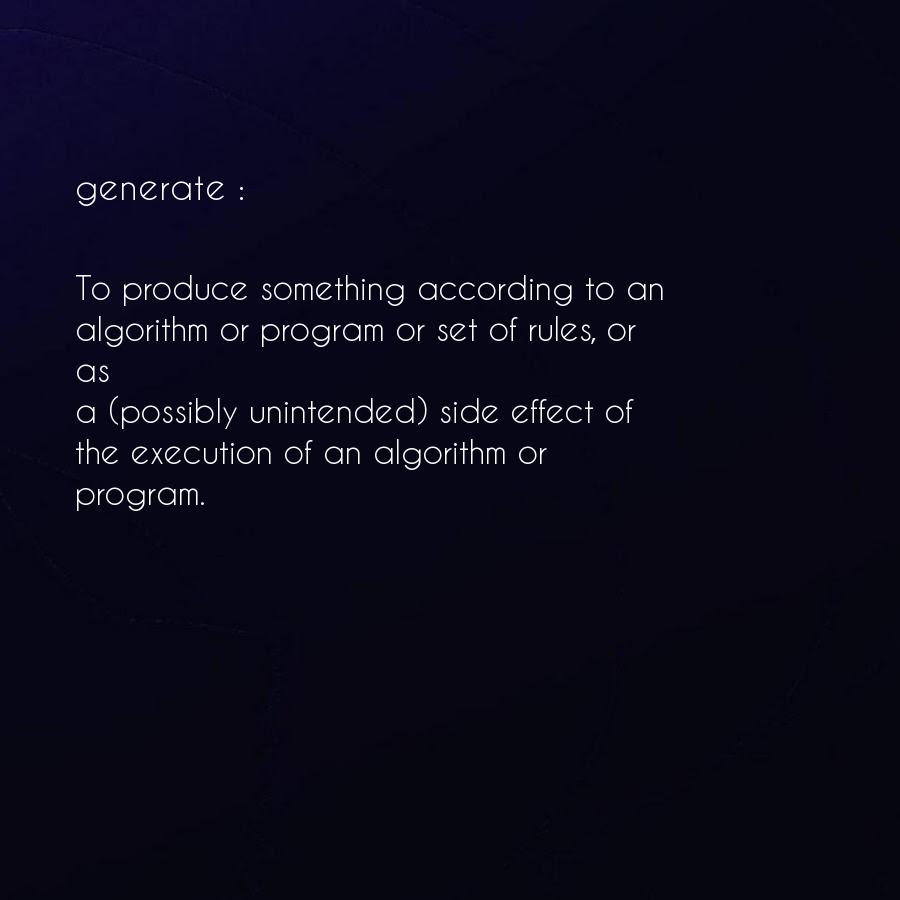 generate :
To produce something according to an
algorithm or program or set of rules, or
as
a (possibly unintended) side effect of
the execution of an algorithm or
program.